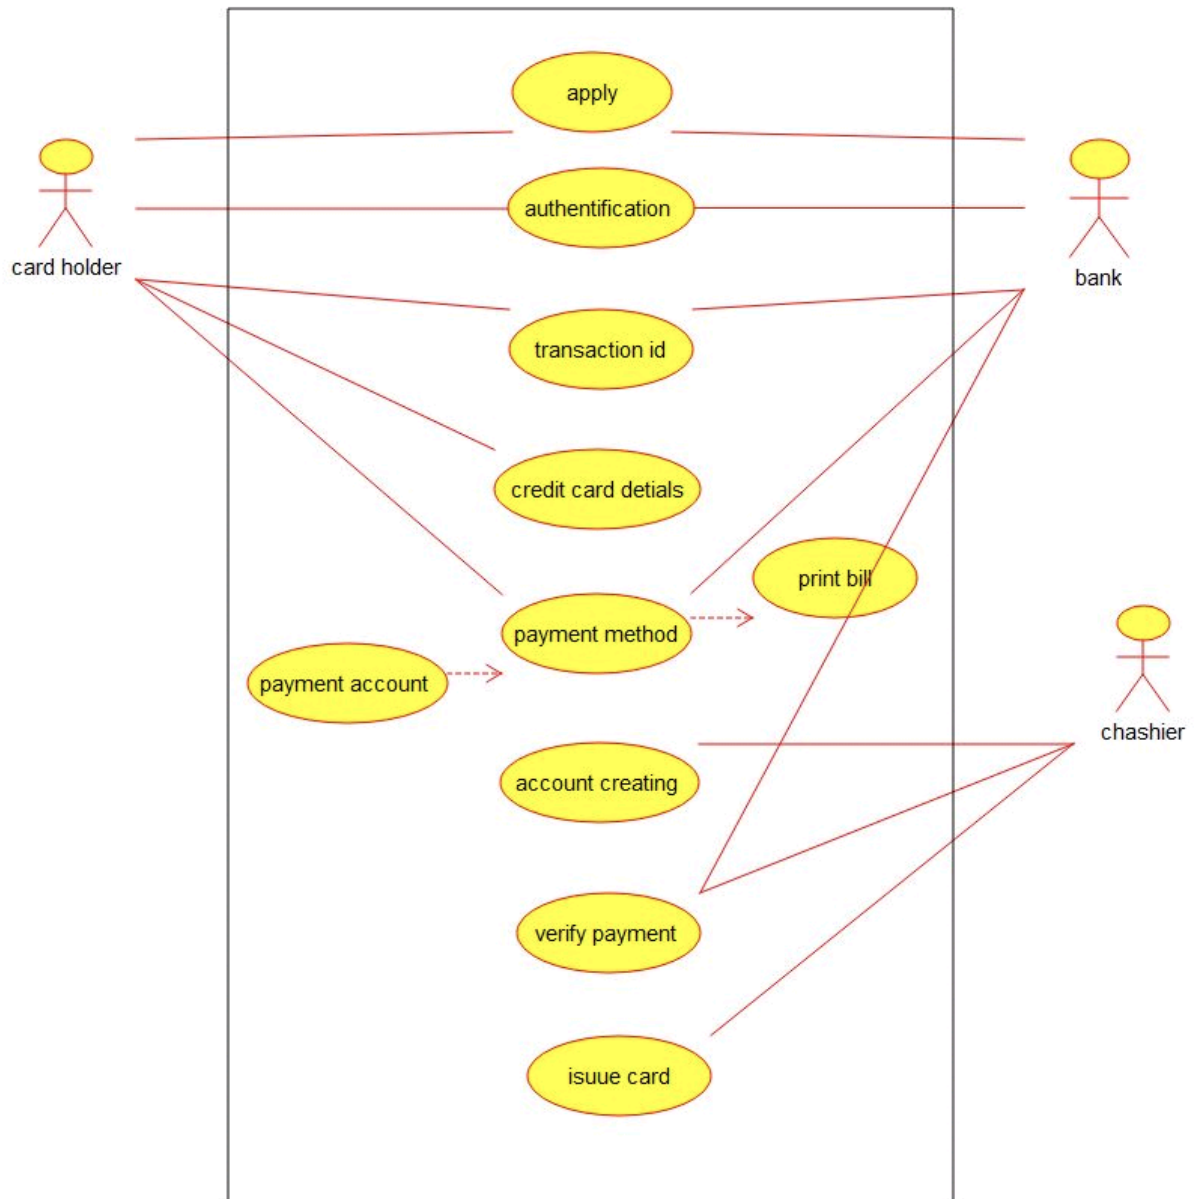 apply
authentification
card holder
bank
transaction id
credit card detials
print bill
payment method
payment account
chashier
account creating
verify payment
isuue card